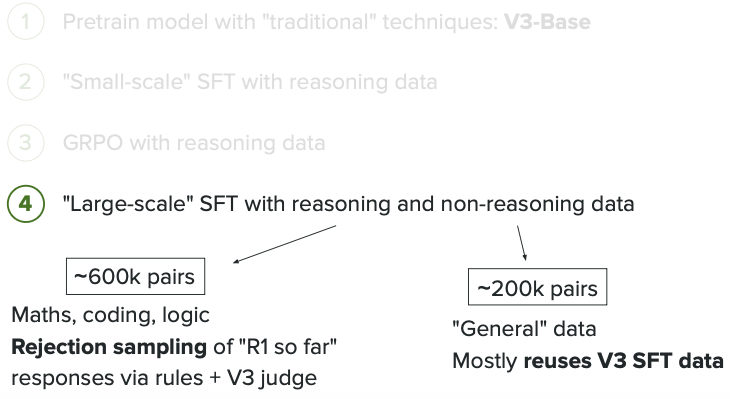 1 Pretrain model with "traditional" techniques: V3-Base
2 "Small-scale" SFT with reasoning data
3 GRPO with reasoning data
4 "Large-scale" SFT with reasoning and non-reasoning data
~600k pairs
Maths, coding, logic
Rejection sampling of "R1 so far"
responses via rules + V3 judge
~200k pairs
"General" data
Mostly reuses V3 SFT data